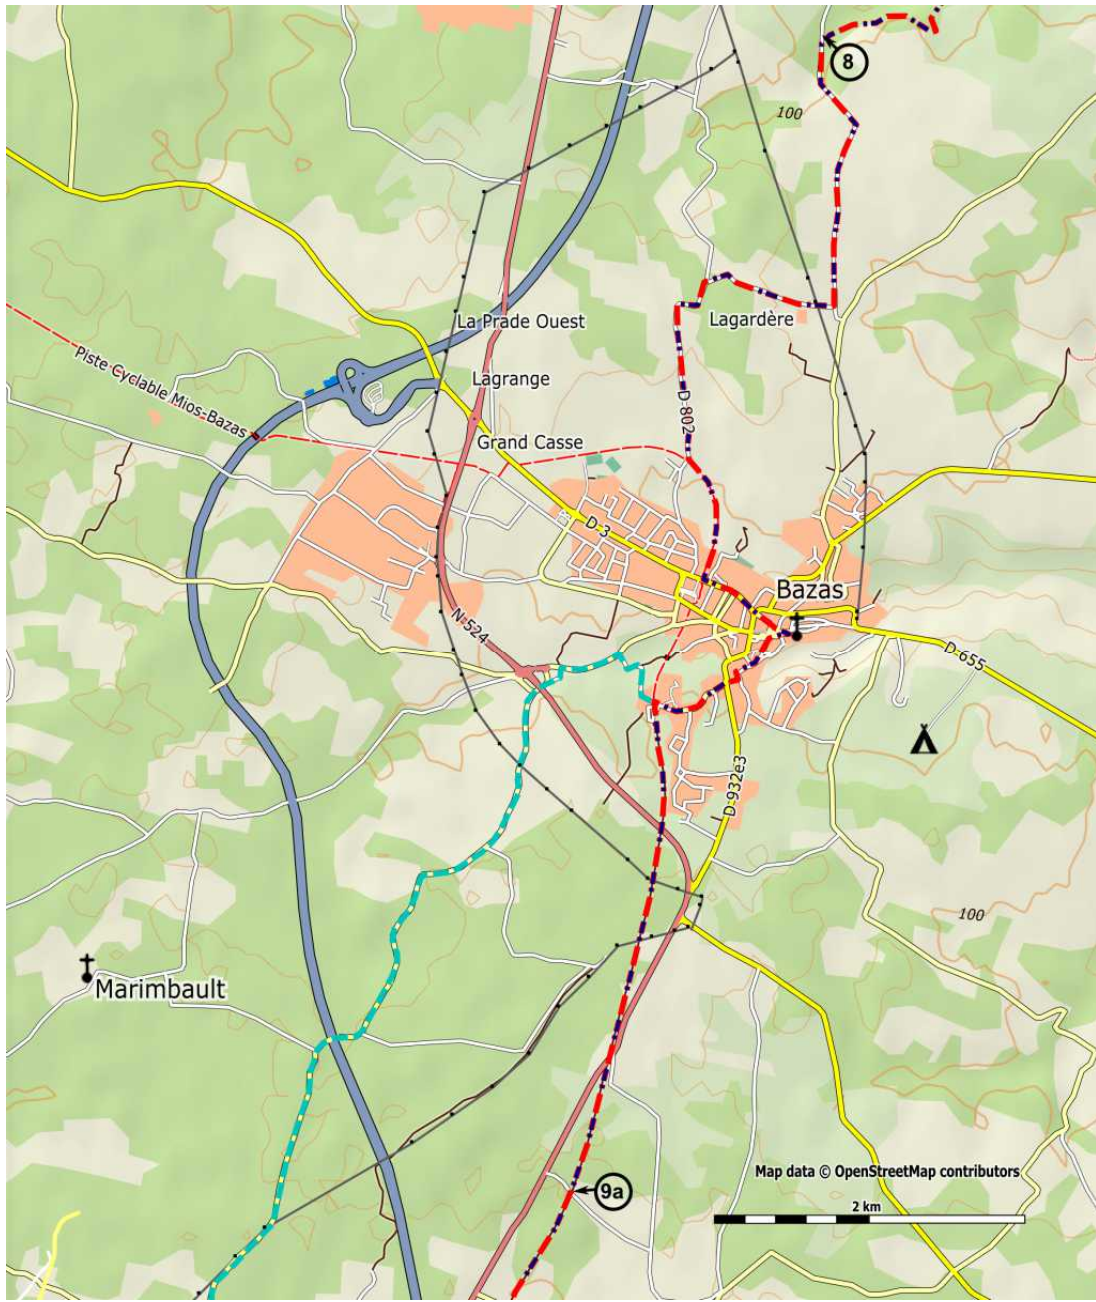 8
100
La Prade Ouest
Lagardère
Piste Cyclable Mios-Bazas
Lagrange
D 802
Grand Casse
D 3
Bazas
N 524
D 655
D 932e3
100
Marimbault
Map data © OpenStreetMap contributors
9a
2 km